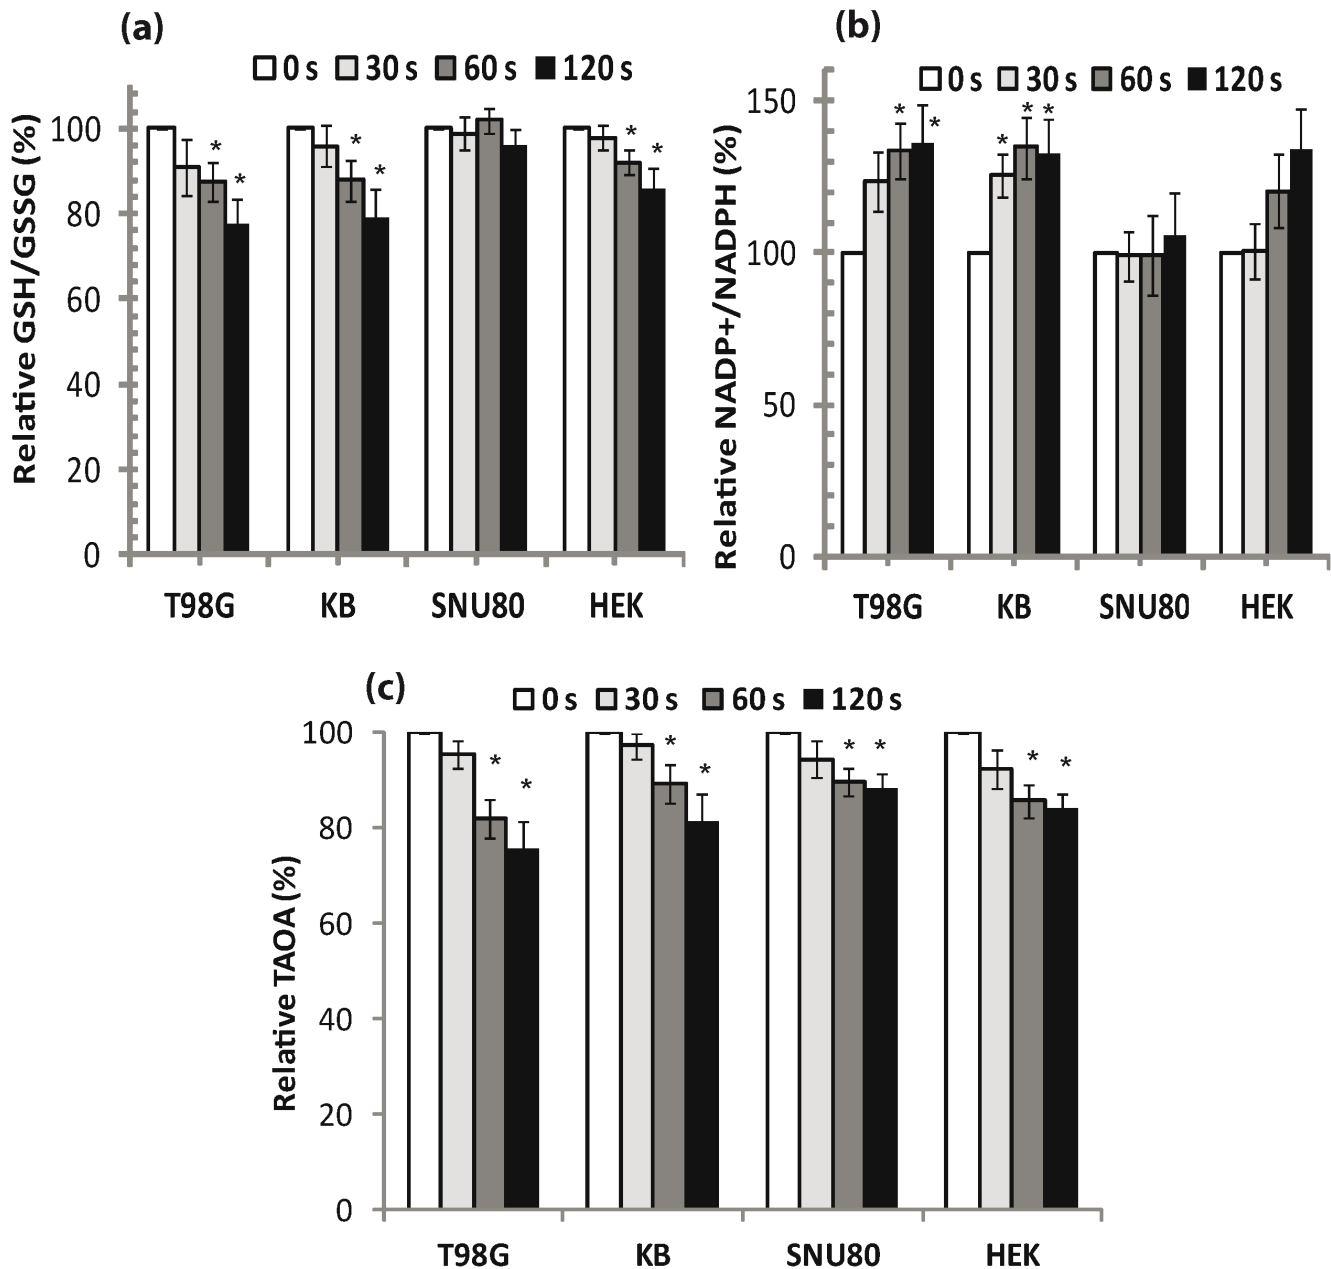 (a)
0 s 30 s 60 s 120 s
Relative GSH/GSSG (%)
100
80
60
40
20
0
* * * * * *
T98G KB SNU80 HEK
(b)
0 s 30 s 60 s 120 s
Relative NADP+/NADPH (%)
150
100
50
0
* * * * *
T98G KB SNU80 HEK
(c)
0 s 30 s 60 s 120 s
Relative TAOA (%)
100
80
60
40
20
0
* * * * * * * *
T98G KB SNU80 HEK